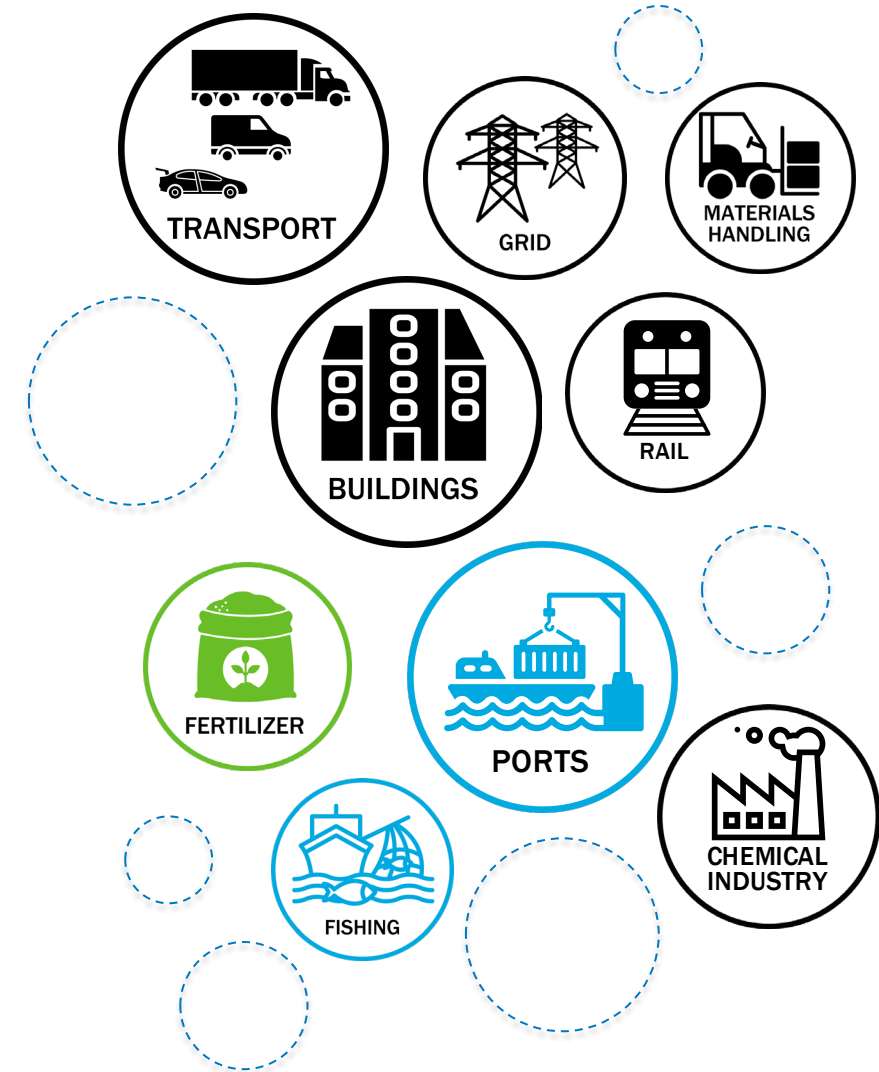 TRANSPORT
GRID
MATERIALS
HANDLING
BUILDINGS
RAIL
FERTILIZER
PORTS
CHEMICAL
INDUSTRY
FISHING